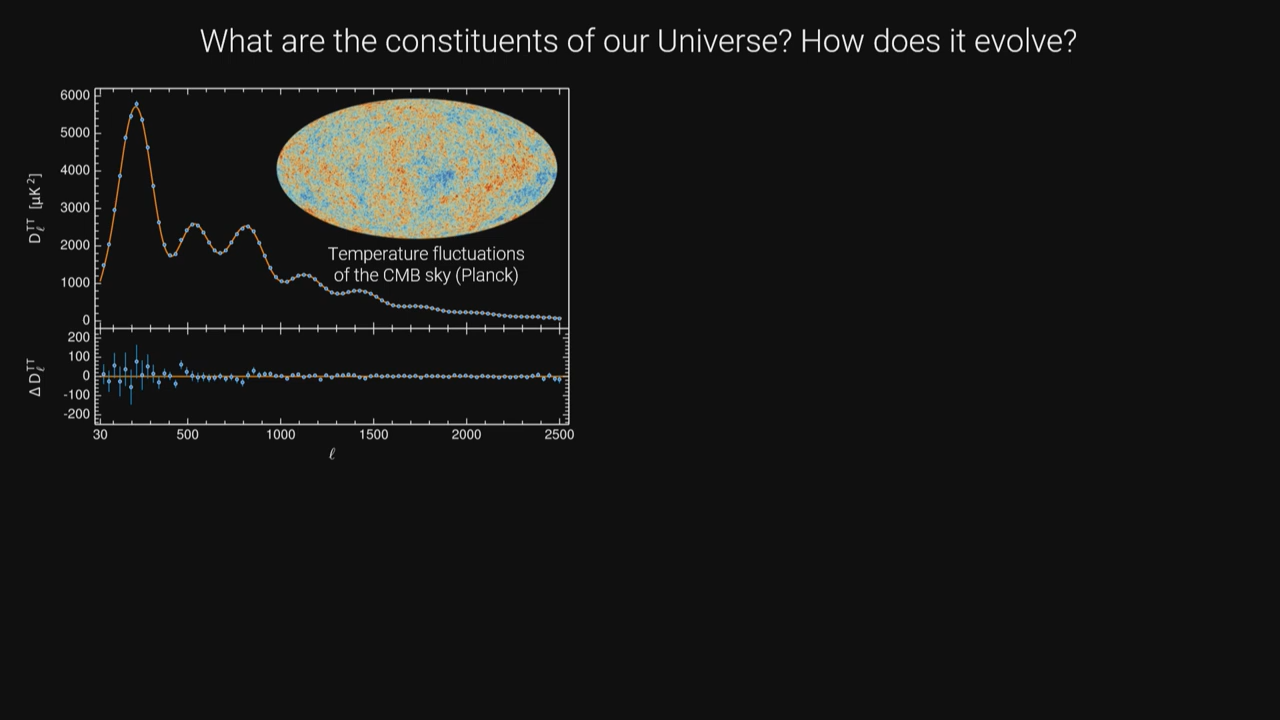 What are the constituents of our Universe? How does it evolve?
6000
5000
4000
3000
2000
1000
0
D_ℓ^TT [μK²]
Temperature fluctuations
of the CMB sky (Planck)
200
100
0
-100
-200
Δ D_ℓ^TT
30 500 1000 1500 2000 2500
ℓ